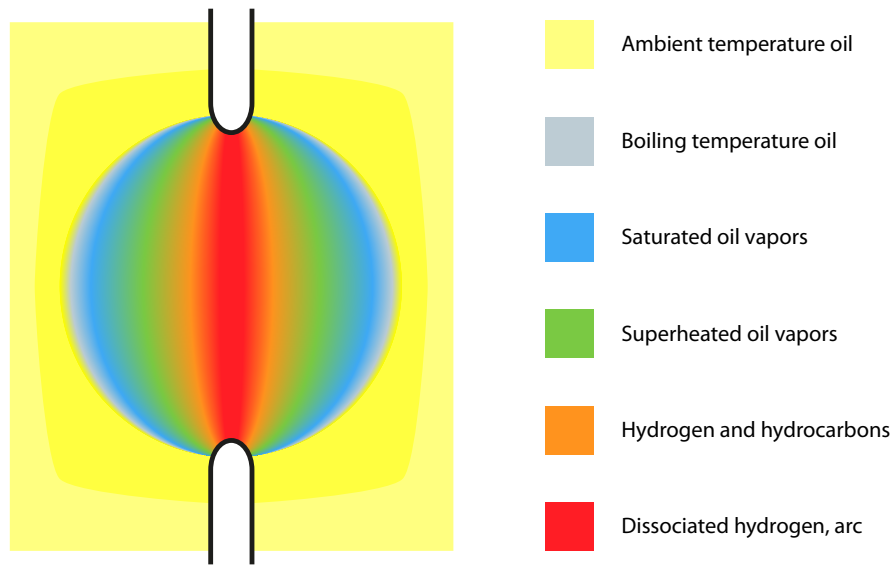 Ambient temperature oil
Boiling temperature oil
Saturated oil vapors
Superheated oil vapors
Hydrogen and hydrocarbons
Dissociated hydrogen, arc